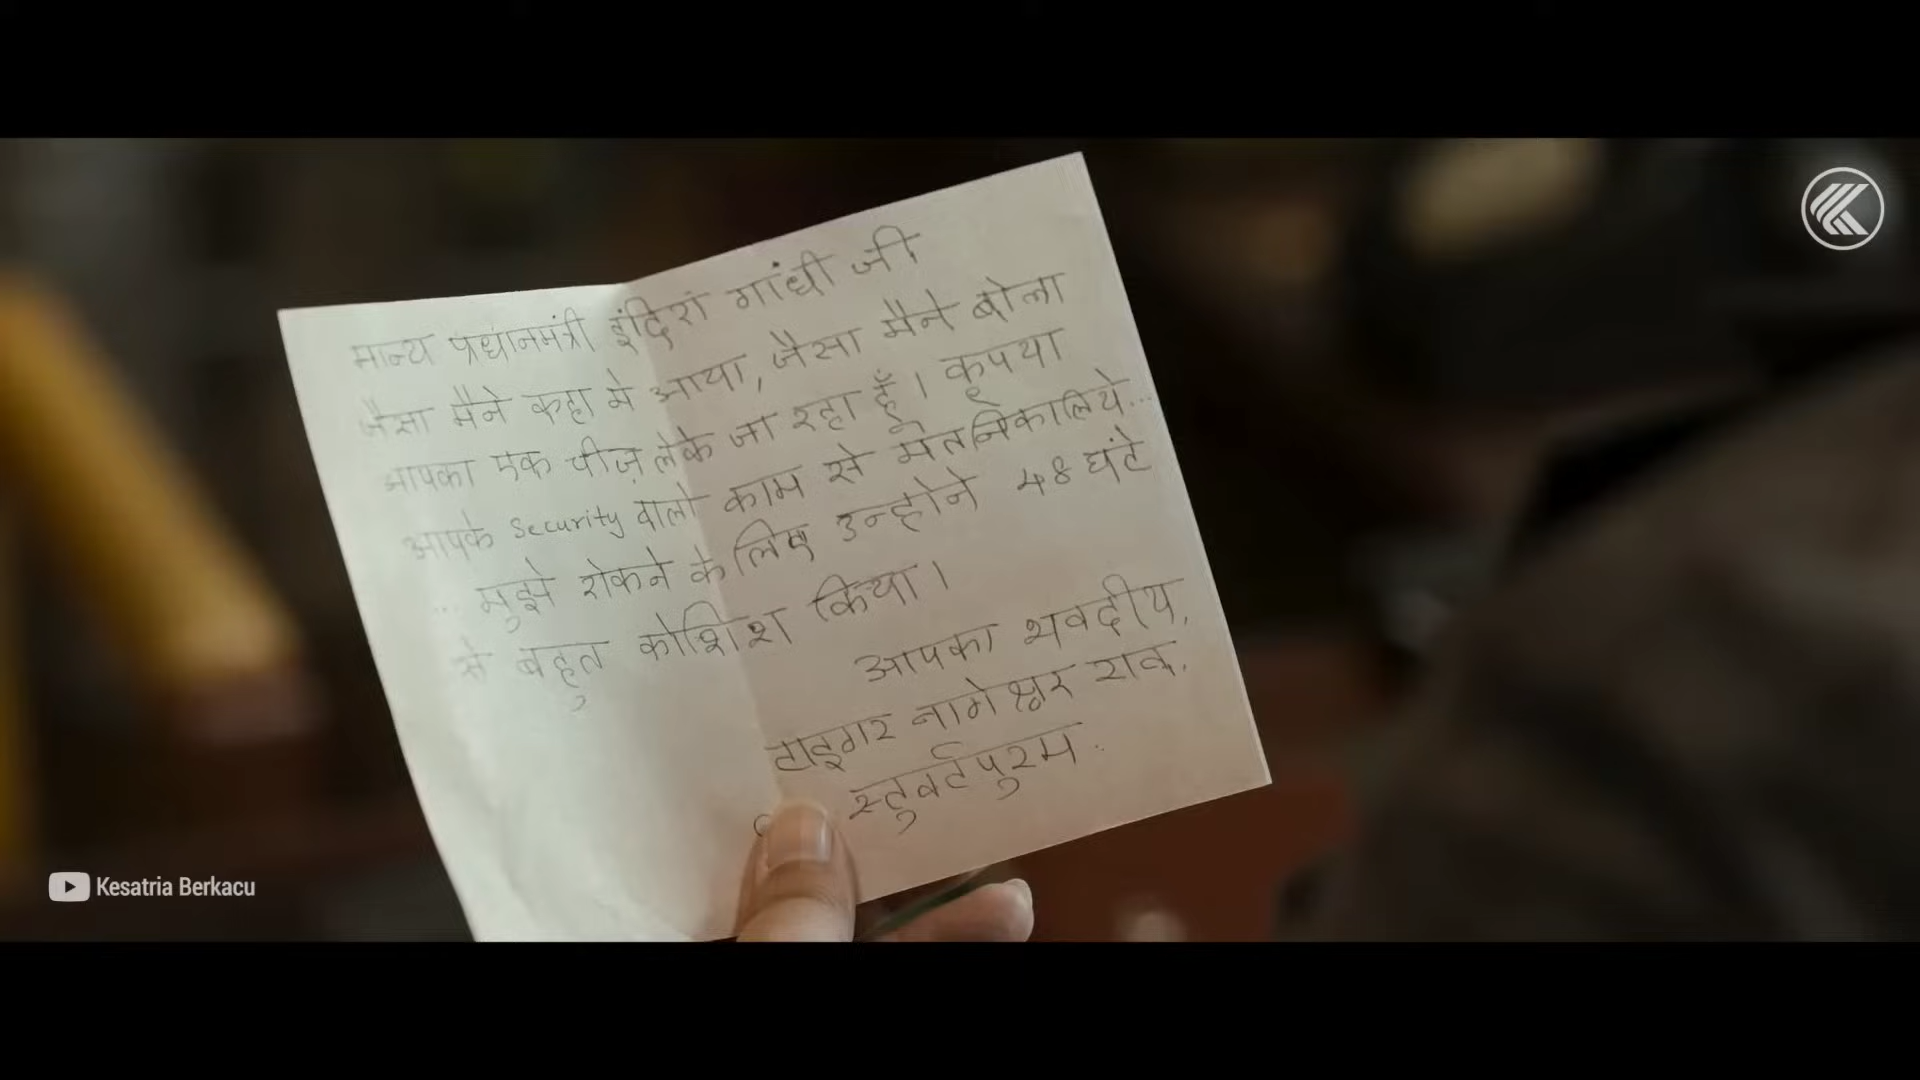 मान्य प्रधानमंत्री इंदिरा गांधी जी
जैसा मैने कहा मे आया, जैसा मैने बोला
आपका एक चीज़ लेके जा रहा हूँ। कृपया
आपके security वालो काम से मत निकालिये...
... मुझे रोकने के लिए उन्होने 48 घंटे
से बहुत कोशिश किया।
आपका भवदीय,
टाइगर नागेश्वर राव,
स्टुवर्टपुरम.
Kesatria Berkacu